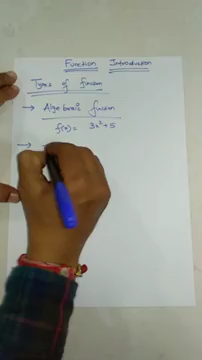 Function Introduction
Types of function
→ Algebraic function
f(x) = 3x² + 5
→